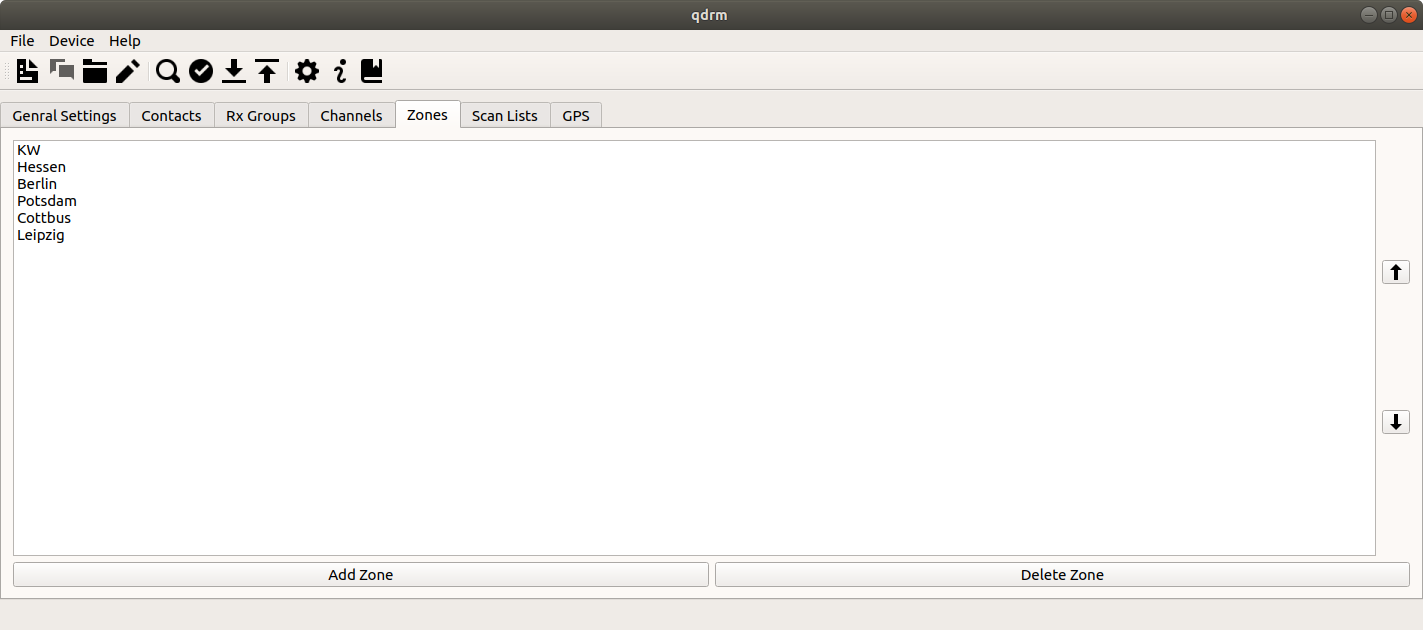 qdrm
File Device Help
Genral Settings Contacts Rx Groups Channels Zones Scan Lists GPS
KW
Hessen
Berlin
Potsdam
Cottbus
Leipzig
Add Zone Delete Zone